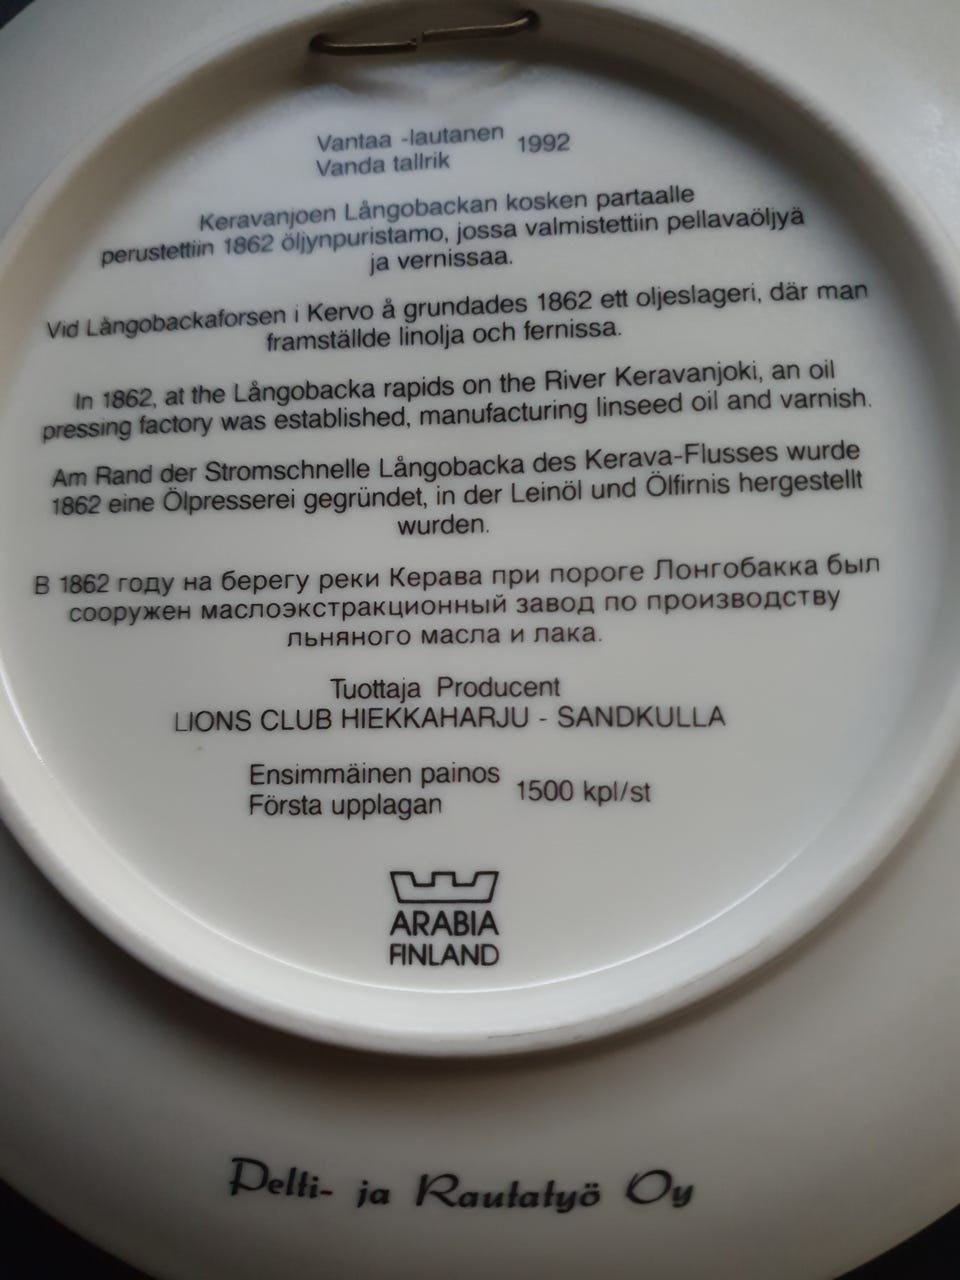 Vantaa -lautanen 1992
Vanda tallrik
Keravanjoen Långobackan kosken partaalle
perustettiin 1862 öljynpuristamo, jossa valmistettiin pellavaöljyä
ja vernissaa.
Vid Långobackaforsen i Kervo å grundades 1862 ett oljeslageri, där man
framställde linolja och fernissa.
In 1862, at the Långobacka rapids on the River Keravanjoki, an oil
pressing factory was established, manufacturing linseed oil and varnish.
Am Rand der Stromschnelle Långobacka des Kerava-Flusses wurde
1862 eine Ölpresserei gegründet, in der Leinöl und Ölfirnis hergestellt
wurden.
В 1862 году на берегу реки Керава при пороге Лонгобакка был
сооружен маслоэкстракционный завод по производству
льняного масла и лака.
Tuottaja Producent
LIONS CLUB HIEKKAHARJU - SANDKULLA
Ensimmäinen painos 1500 kpl/st
Första upplagan
ARABIA
FINLAND
Pelti- ja Rautatyö Oy